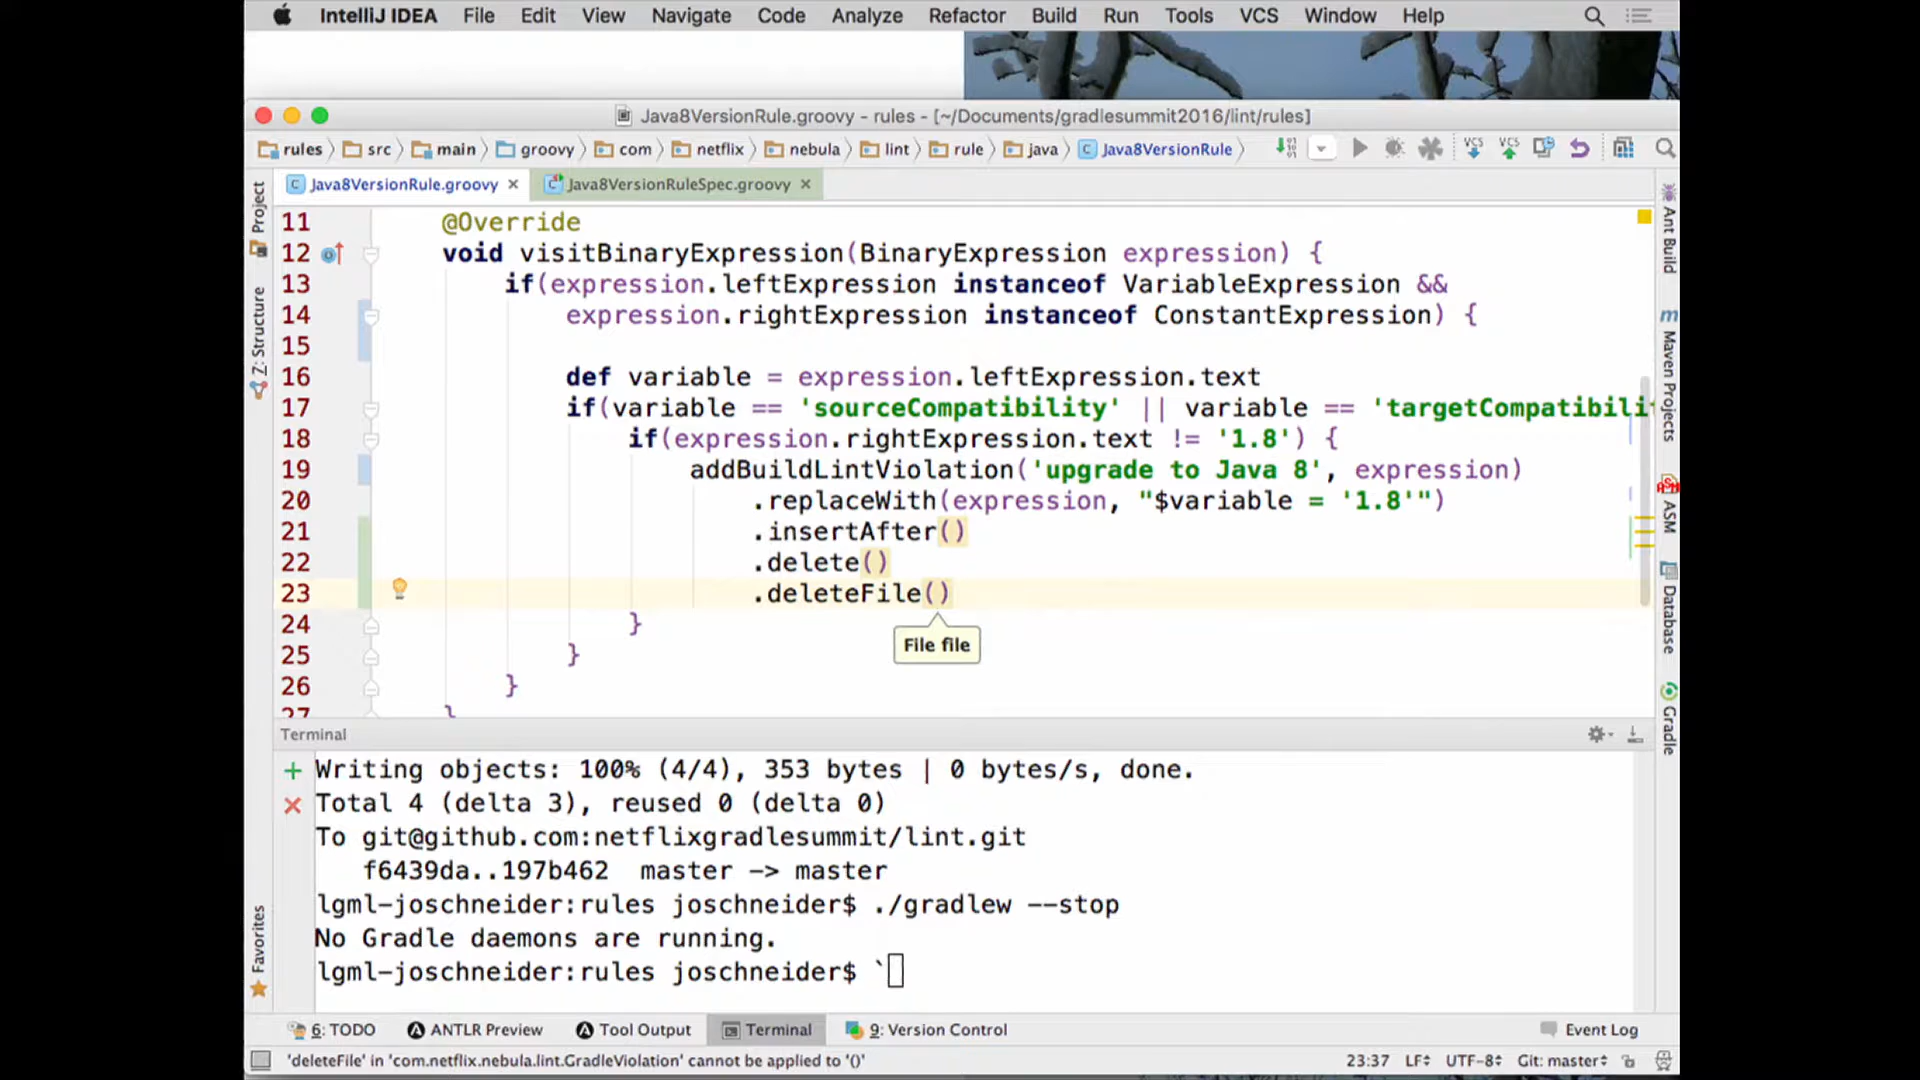 IntelliJ IDEA File Edit View Navigate Code Analyze Refactor Build Run Tools VCS Window Help
Java8VersionRule.groovy - rules - [~/Documents/gradlesummit2016/lint/rules]
rules src main groovy com netflix nebula lint rule java Java8VersionRule
Java8VersionRule.groovy Java8VersionRuleSpec.groovy
11 @Override
12 void visitBinaryExpression(BinaryExpression expression) {
13 if(expression.leftExpression instanceof VariableExpression &&
14 expression.rightExpression instanceof ConstantExpression) {
15
16 def variable = expression.leftExpression.text
17 if(variable == 'sourceCompatibility' || variable == 'targetCompatibili
18 if(expression.rightExpression.text != '1.8') {
19 addBuildLintViolation('upgrade to Java 8', expression)
20 .replaceWith(expression, "$variable = '1.8'")
21 .insertAfter()
22 .delete()
23 .deleteFile()
24 }
File file
25 }
26 }
27 }
Project
Z: Structure
Favorites
Ant Build
Maven Projects
ASM
Database
Gradle
Terminal
Writing objects: 100% (4/4), 353 bytes | 0 bytes/s, done.
Total 4 (delta 3), reused 0 (delta 0)
To git@github.com:netflixgradlesummit/lint.git
f6439da..197b462 master -> master
lgml-joschneider:rules joschneider$ ./gradlew --stop
No Gradle daemons are running.
lgml-joschneider:rules joschneider$ `
6: TODO ANTLR Preview Tool Output Terminal 9: Version Control Event Log
'deleteFile' in 'com.netflix.nebula.lint.GradleViolation' cannot be applied to '()' 23:37 LF UTF-8 Git: master